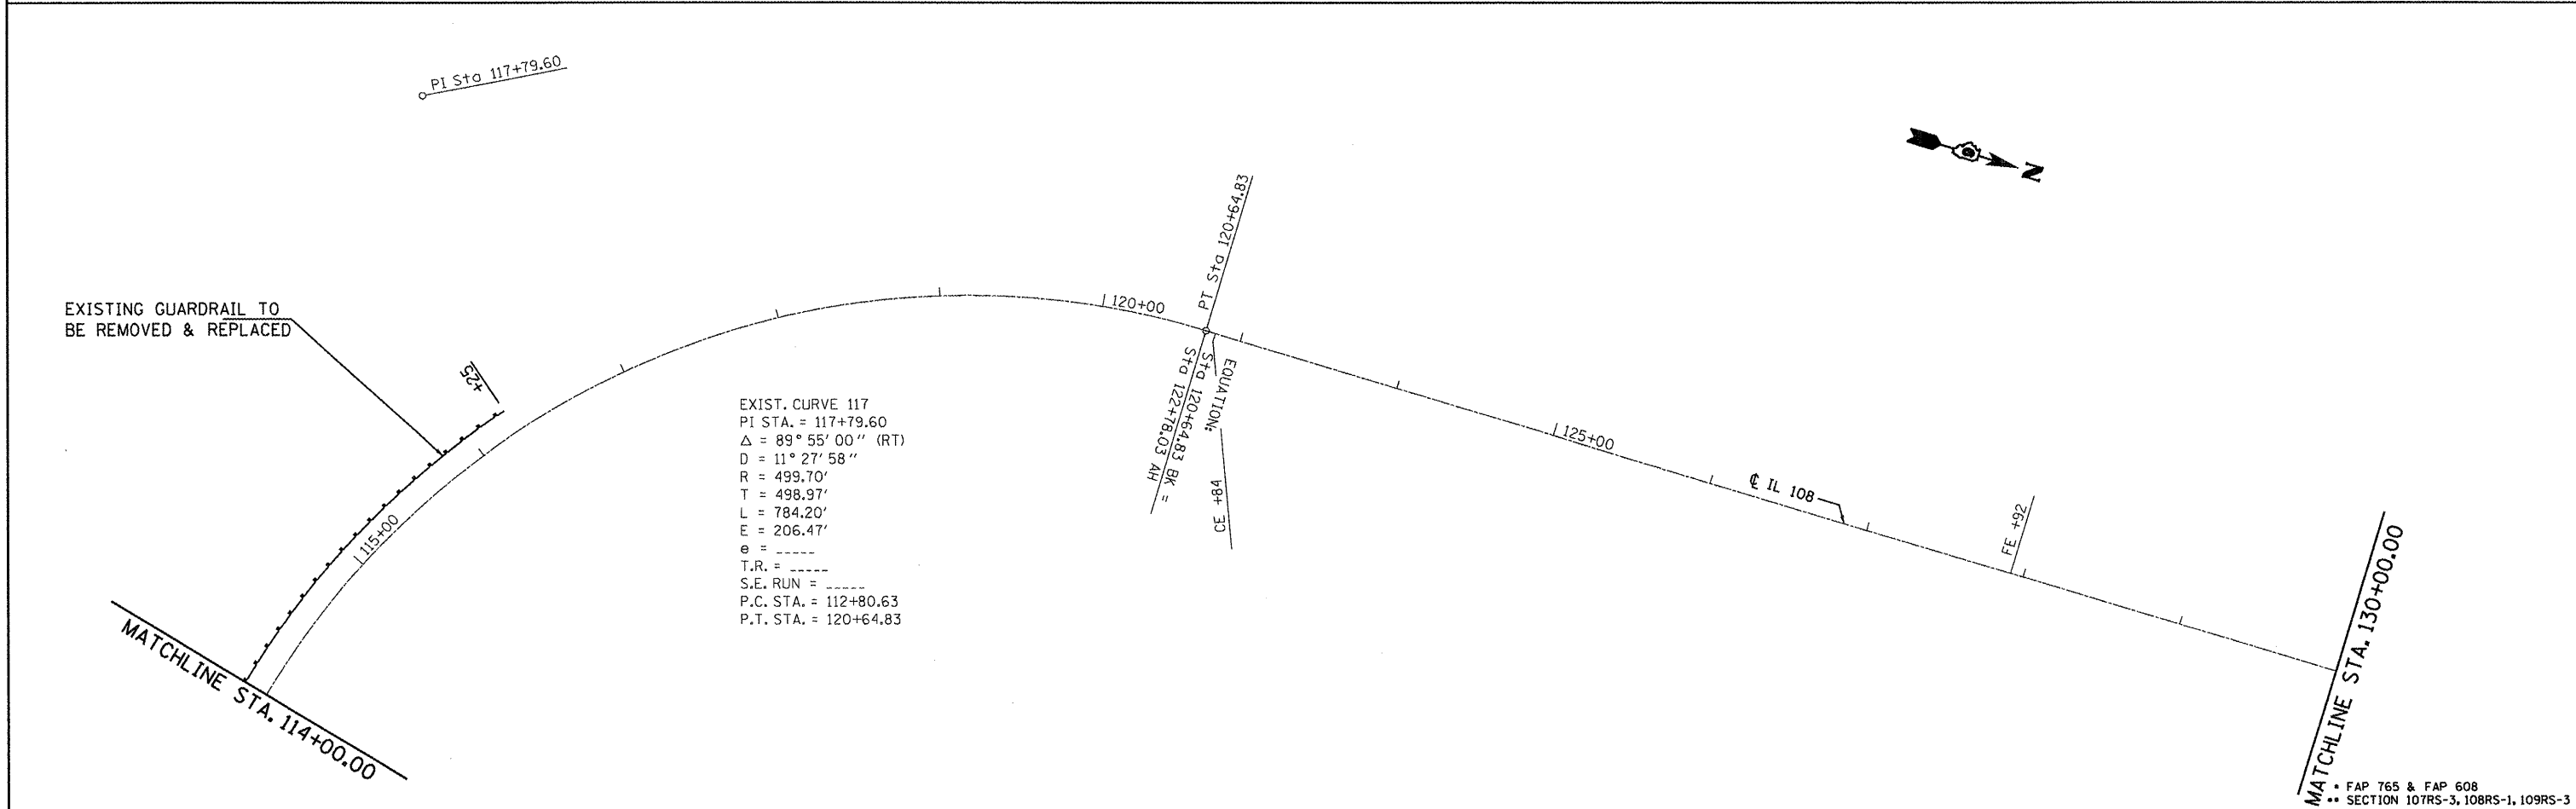 PI Sta 117+79.60
N
EXISTING GUARDRAIL TO
BE REMOVED & REPLACED
+25
115+00
120+00
PT Sta 120+64.83
EQUATION:
Sta 120+64.83 BK =
Sta 122+78.03 AH
CE +84
EXIST. CURVE 117
PI STA. = 117+79.60
Δ = 89° 55' 00" (RT)
D = 11° 27' 58"
R = 499.70'
T = 498.97'
L = 784.20'
E = 206.47'
e = _____
T.R. = _____
S.E. RUN = _____
P.C. STA. = 112+80.63
P.T. STA. = 120+64.83
125+00
℄ IL 108
FE +92
MATCHLINE STA. 114+00.00
MATCHLINE STA. 130+00.00
• FAP 765 & FAP 608
•• SECTION 107RS-3, 108RS-1, 109RS-3